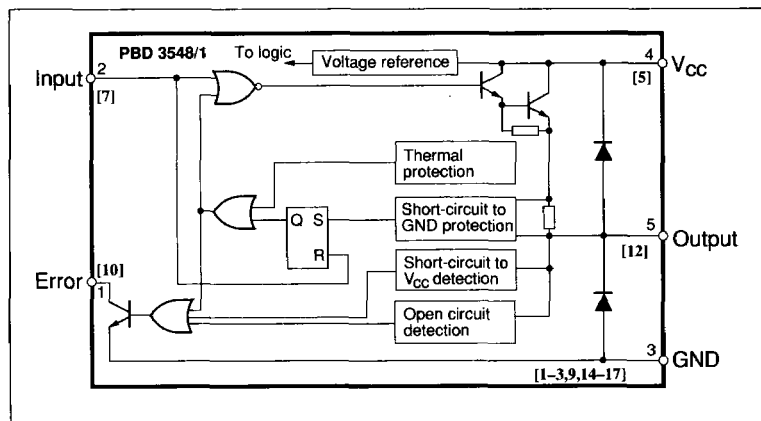 PBD 3548/1
To logic
Voltage reference
4
VCC
[5]
Input
2
[7]
Thermal
protection
Q S
R
Short-circuit to
GND protection
5
Output
[12]
Short-circuit to
VCC detection
[10]
Error
1
Open circuit
detection
3
GND
[1–3,9,14–17]